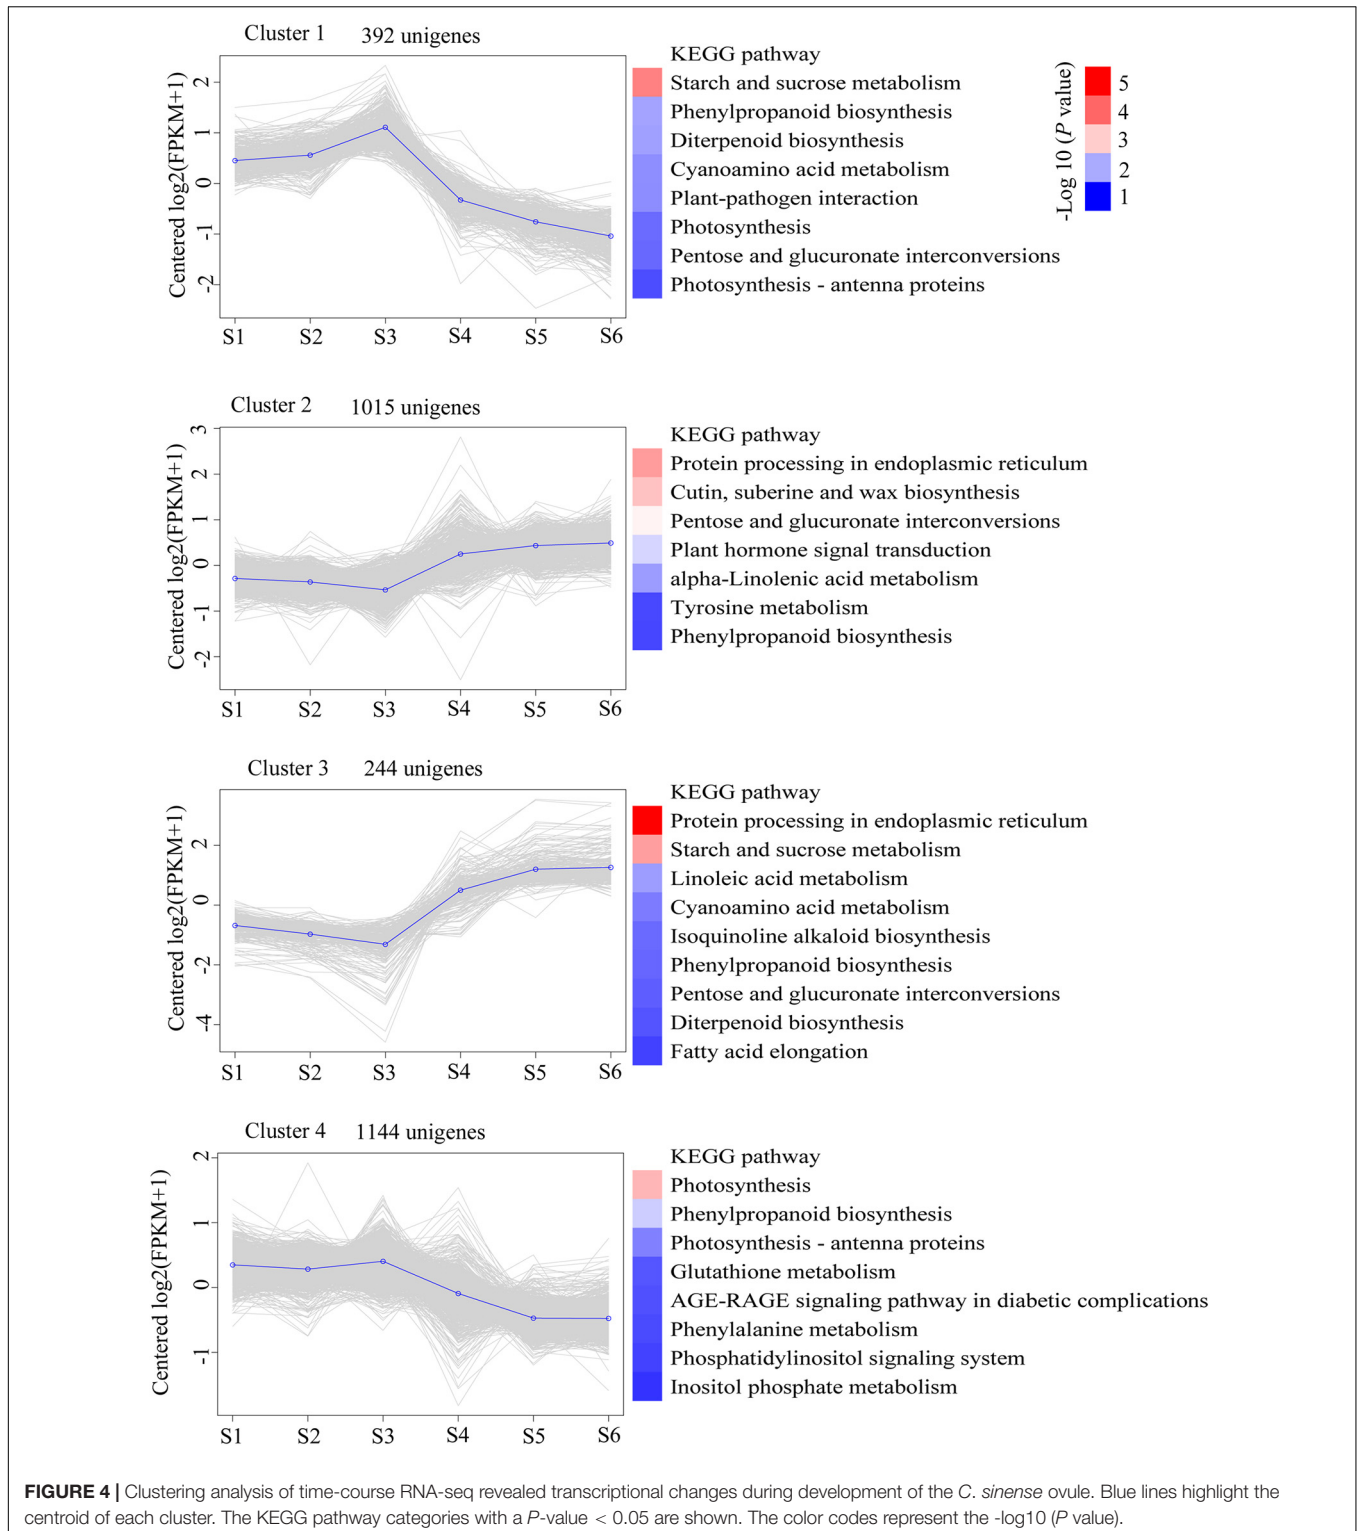 Cluster 1 392 unigenes
Centered log2(FPKM+1)
2
1
0
-1
-2
S1 S2 S3 S4 S5 S6
KEGG pathway
Starch and sucrose metabolism
Phenylpropanoid biosynthesis
Diterpenoid biosynthesis
Cyanoamino acid metabolism
Plant-pathogen interaction
Photosynthesis
Pentose and glucuronate interconversions
Photosynthesis - antenna proteins
-Log 10 (P value)
5
4
3
2
1
Cluster 2 1015 unigenes
Centered log2(FPKM+1)
3
2
1
0
-1
-2
S1 S2 S3 S4 S5 S6
KEGG pathway
Protein processing in endoplasmic reticulum
Cutin, suberine and wax biosynthesis
Pentose and glucuronate interconversions
Plant hormone signal transduction
alpha-Linolenic acid metabolism
Tyrosine metabolism
Phenylpropanoid biosynthesis
Cluster 3 244 unigenes
Centered log2(FPKM+1)
2
0
-2
-4
S1 S2 S3 S4 S5 S6
KEGG pathway
Protein processing in endoplasmic reticulum
Starch and sucrose metabolism
Linoleic acid metabolism
Cyanoamino acid metabolism
Isoquinoline alkaloid biosynthesis
Phenylpropanoid biosynthesis
Pentose and glucuronate interconversions
Diterpenoid biosynthesis
Fatty acid elongation
Cluster 4 1144 unigenes
Centered log2(FPKM+1)
2
1
0
-1
S1 S2 S3 S4 S5 S6
KEGG pathway
Photosynthesis
Phenylpropanoid biosynthesis
Photosynthesis - antenna proteins
Glutathione metabolism
AGE-RAGE signaling pathway in diabetic complications
Phenylalanine metabolism
Phosphatidylinositol signaling system
Inositol phosphate metabolism
FIGURE 4 | Clustering analysis of time-course RNA-seq revealed transcriptional changes during development of the C. sinense ovule. Blue lines highlight the
centroid of each cluster. The KEGG pathway categories with a P-value < 0.05 are shown. The color codes represent the -log10 (P value).